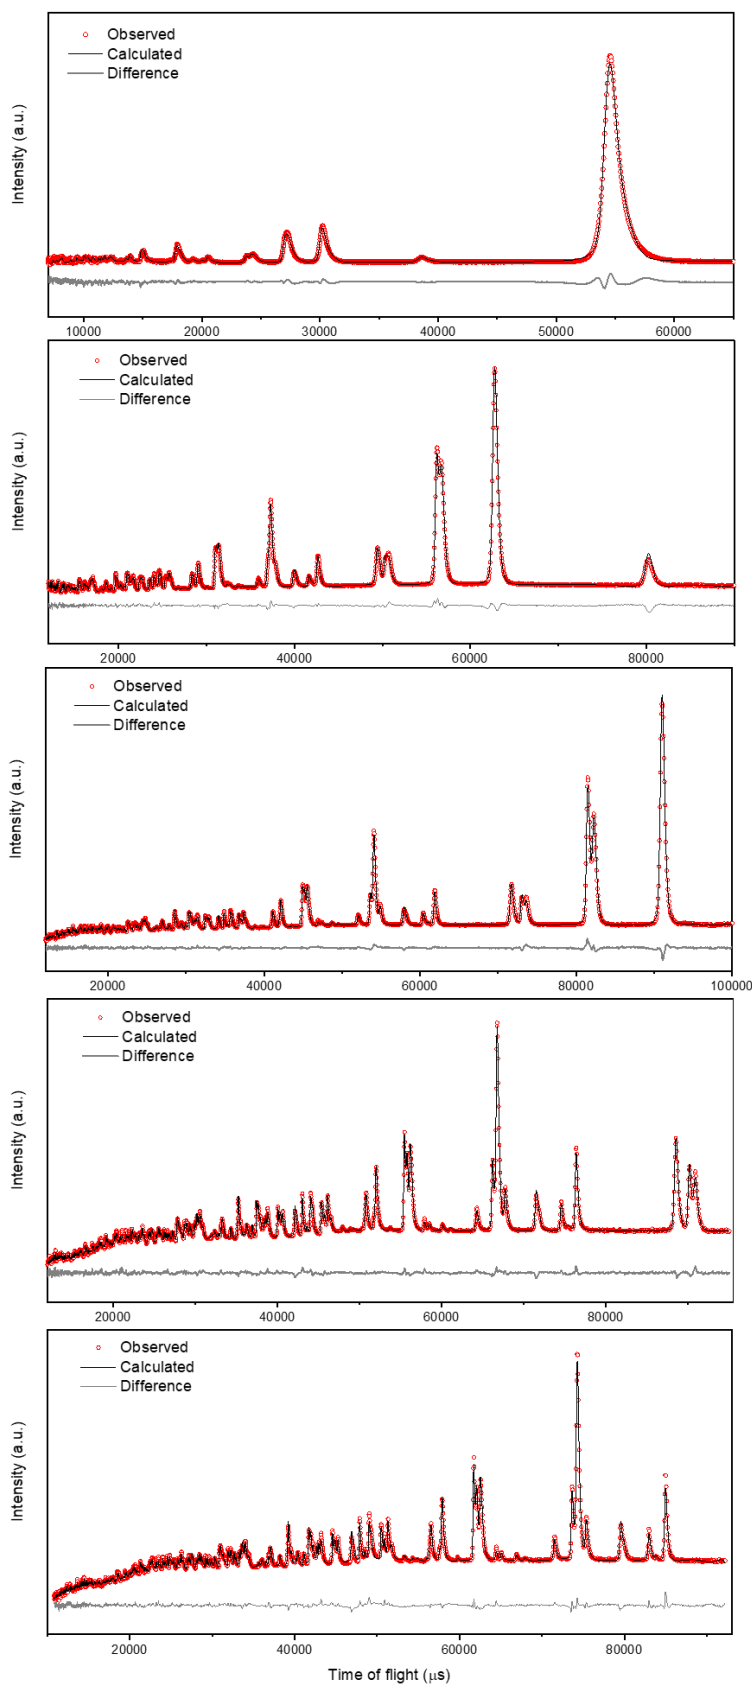 Observed
Calculated
Difference
Intensity (a.u.)
10000 20000 30000 40000 50000 60000
Observed
Calculated
Difference
Intensity (a.u.)
20000 40000 60000 80000
Observed
Calculated
Difference
Intensity (a.u.)
20000 40000 60000 80000 100000
Observed
Calculated
Difference
Intensity (a.u.)
20000 40000 60000 80000
Observed
Calculated
Difference
Intensity (a.u.)
20000 40000 60000 80000
Time of flight (μs)